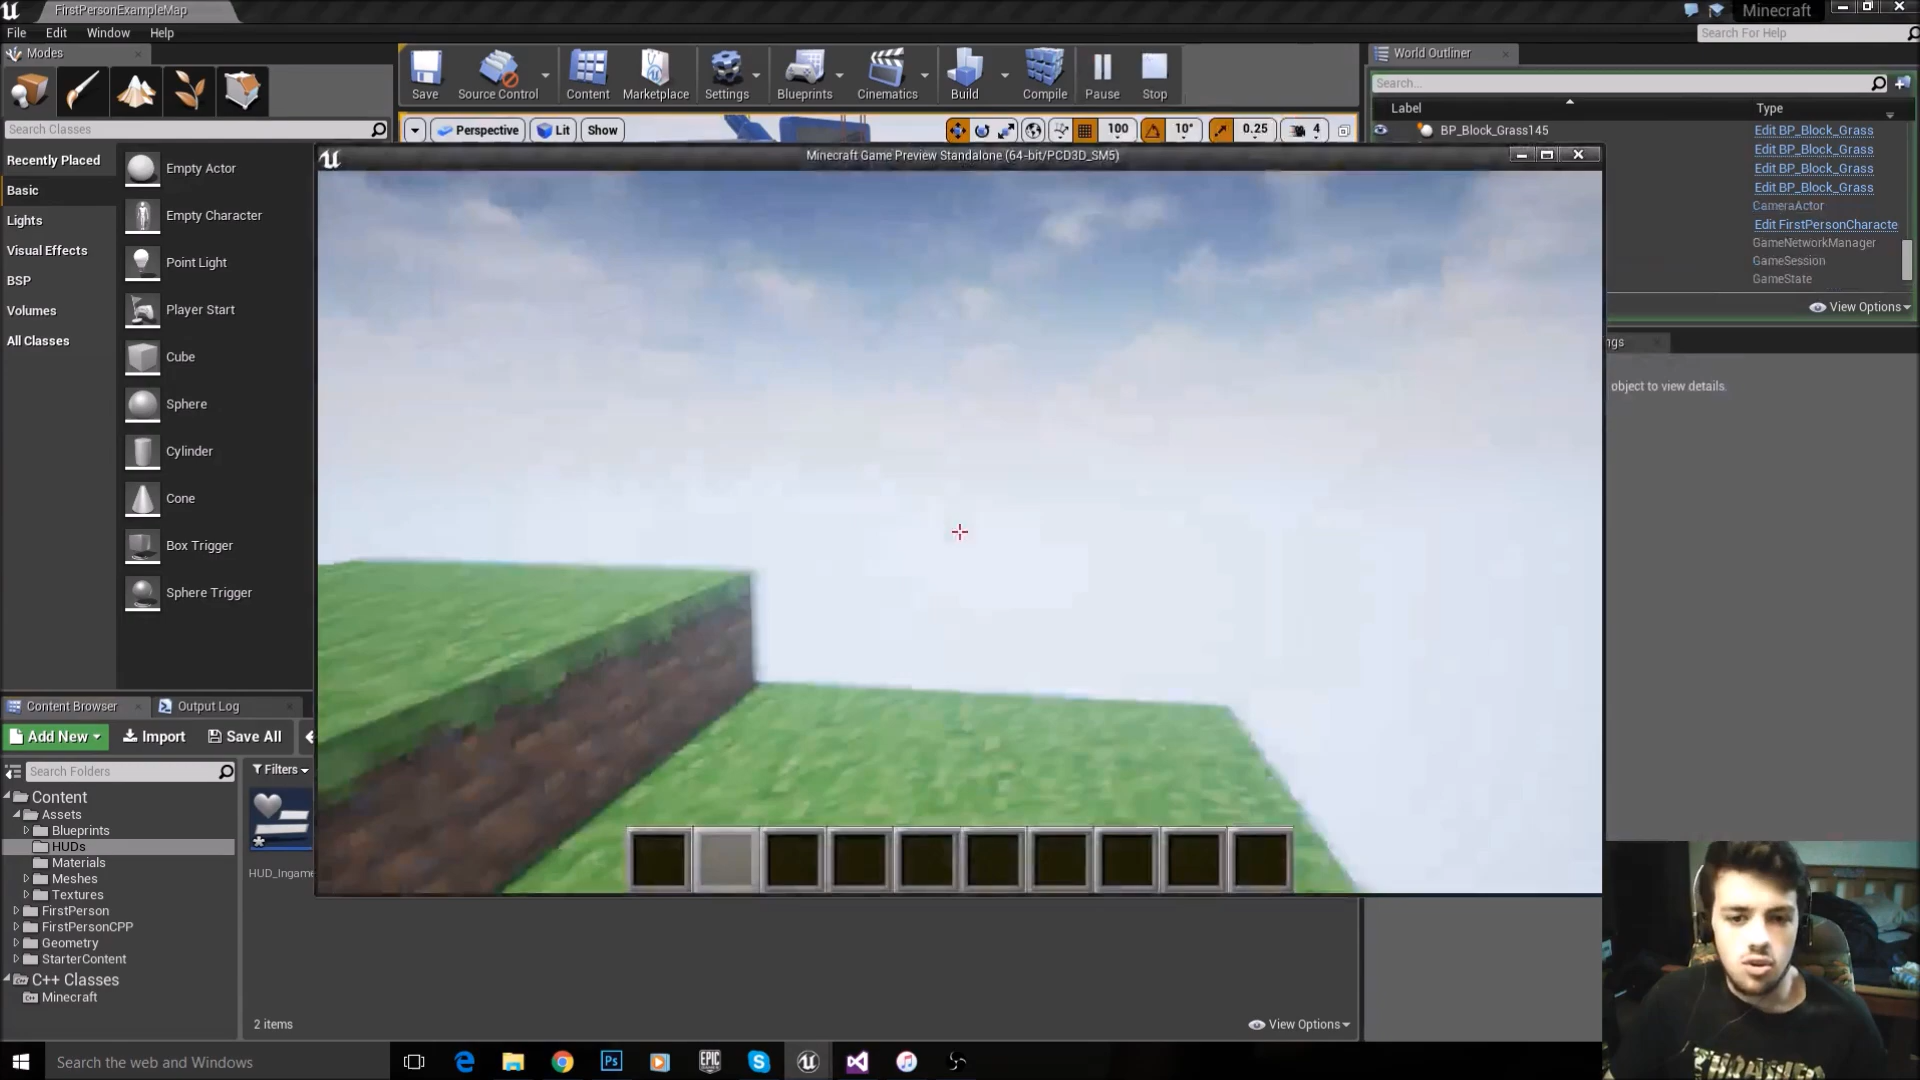 FirstPersonExampleMap
Minecraft
File Edit Window Help
Search For Help
Modes
Save
Source Control
Content
Marketplace
Settings
Blueprints
Cinematics
Build
Compile
Pause
Stop
World Outliner
Search...
Label
Type
Search Classes
Perspective
Lit
Show
100
10°
0.25
4
BP_Block_Grass145
Edit BP_Block_Grass
Edit BP_Block_Grass
Edit BP_Block_Grass
Edit BP_Block_Grass
CameraActor
Edit FirstPersonCharacte
GameNetworkManager
GameSession
GameState
View Options
Minecraft Game Preview Standalone (64-bit/PCD3D_SM5)
Recently Placed
Basic
Lights
Visual Effects
BSP
Volumes
All Classes
Empty Actor
Empty Character
Point Light
Player Start
Cube
Sphere
Cylinder
Cone
Box Trigger
Sphere Trigger
ngs
object to view details.
Content Browser
Output Log
Add New
Import
Save All
Search Folders
Filters
Content
Assets
Blueprints
HUDs
Materials
Meshes
Textures
FirstPerson
FirstPersonCPP
Geometry
StarterContent
C++ Classes
Minecraft
HUD_Ingame
2 items
View Options
Search the web and Windows
Ps
EPIC
GAMES
THRASHER